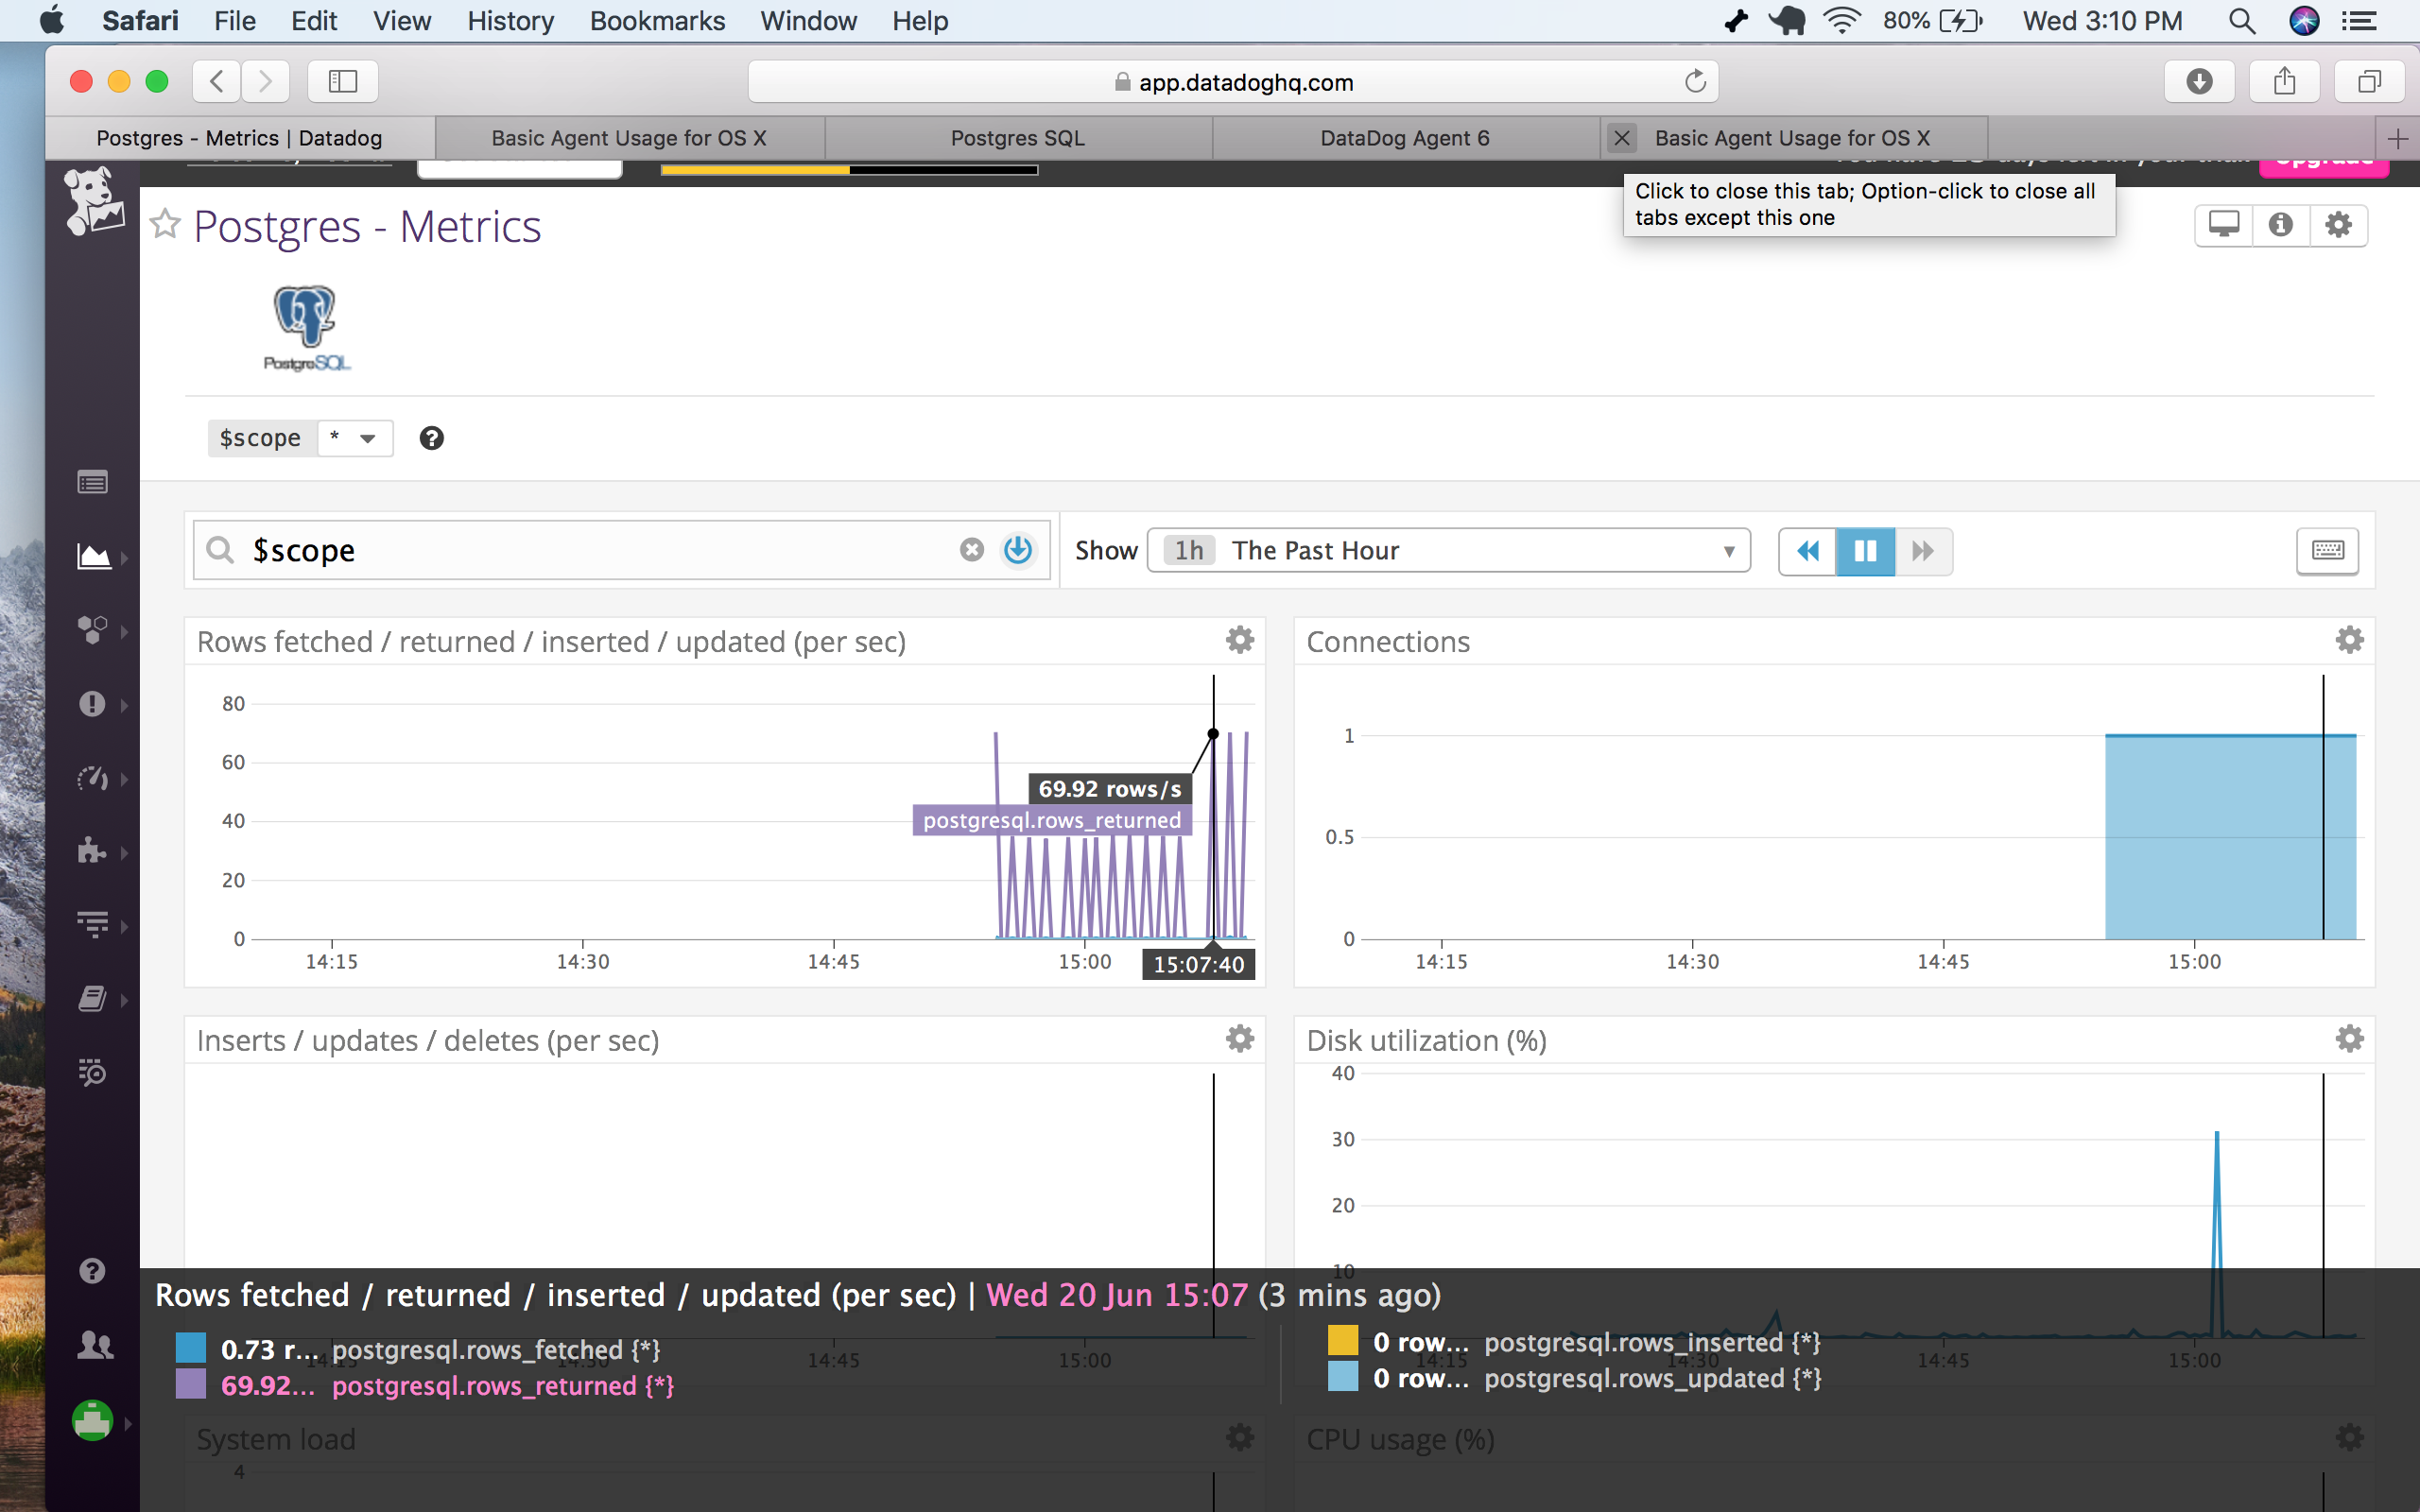 Safari File Edit View History Bookmarks Window Help 80% Wed 3:10 PM
app.datadoghq.com
Postgres - Metrics | Datadog Basic Agent Usage for OS X Postgres SQL DataDog Agent 6 Basic Agent Usage for OS X
Upgrade
Click to close this tab; Option-click to close all
tabs except this one
Postgres - Metrics
PostgreSQL
$scope *
$scope Show 1h The Past Hour
Rows fetched / returned / inserted / updated (per sec)
80
60
40
20
0
69.92 rows/s
postgresql.rows_returned
14:15 14:30 14:45 15:00 15:07:40
Connections
1
0.5
0
14:15 14:30 14:45 15:00
Inserts / updates / deletes (per sec)
14:15 14:45 15:00
Disk utilization (%)
40
30
20
10
14:15 14:30 14:45 15:00
Rows fetched / returned / inserted / updated (per sec) | Wed 20 Jun 15:07 (3 mins ago)
0.73 r... postgresql.rows_fetched {*}
69.92... postgresql.rows_returned {*}
0 row... postgresql.rows_inserted {*}
0 row... postgresql.rows_updated {*}
System load
4
CPU usage (%)